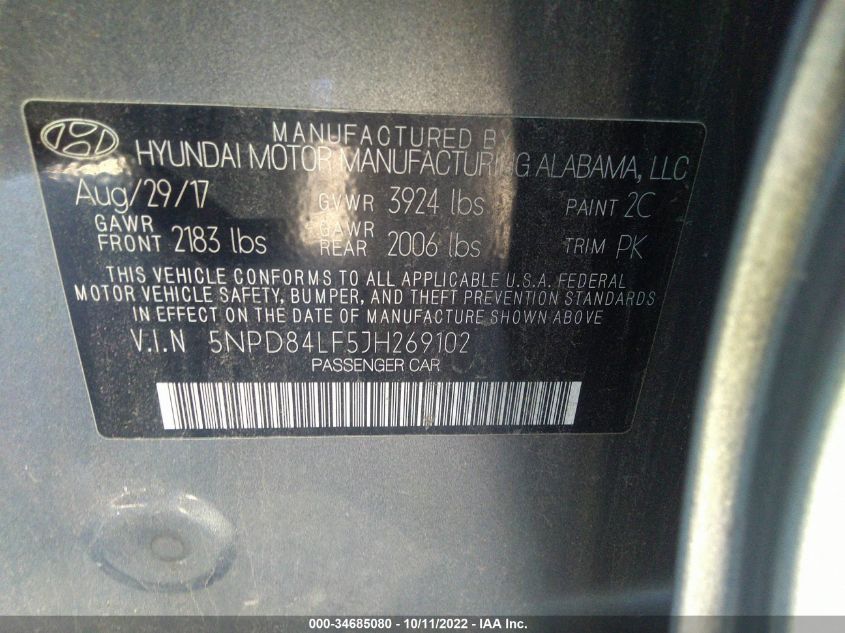 MANUFACTURED BY
HYUNDAI MOTOR MANUFACTURING ALABAMA, LLC
Aug/29/17 GVWR 3924 lbs PAINT 2C
GAWR FRONT 2183 lbs GAWR REAR 2006 lbs TRIM PK
THIS VEHICLE CONFORMS TO ALL APPLICABLE U.S.A. FEDERAL
MOTOR VEHICLE SAFETY, BUMPER, AND THEFT PREVENTION STANDARDS
IN EFFECT ON THE DATE OF MANUFACTURE SHOWN ABOVE
V.I.N 5NPD84LF5JH269102
PASSENGER CAR
000-34685080 - 10/11/2022 - IAA Inc.